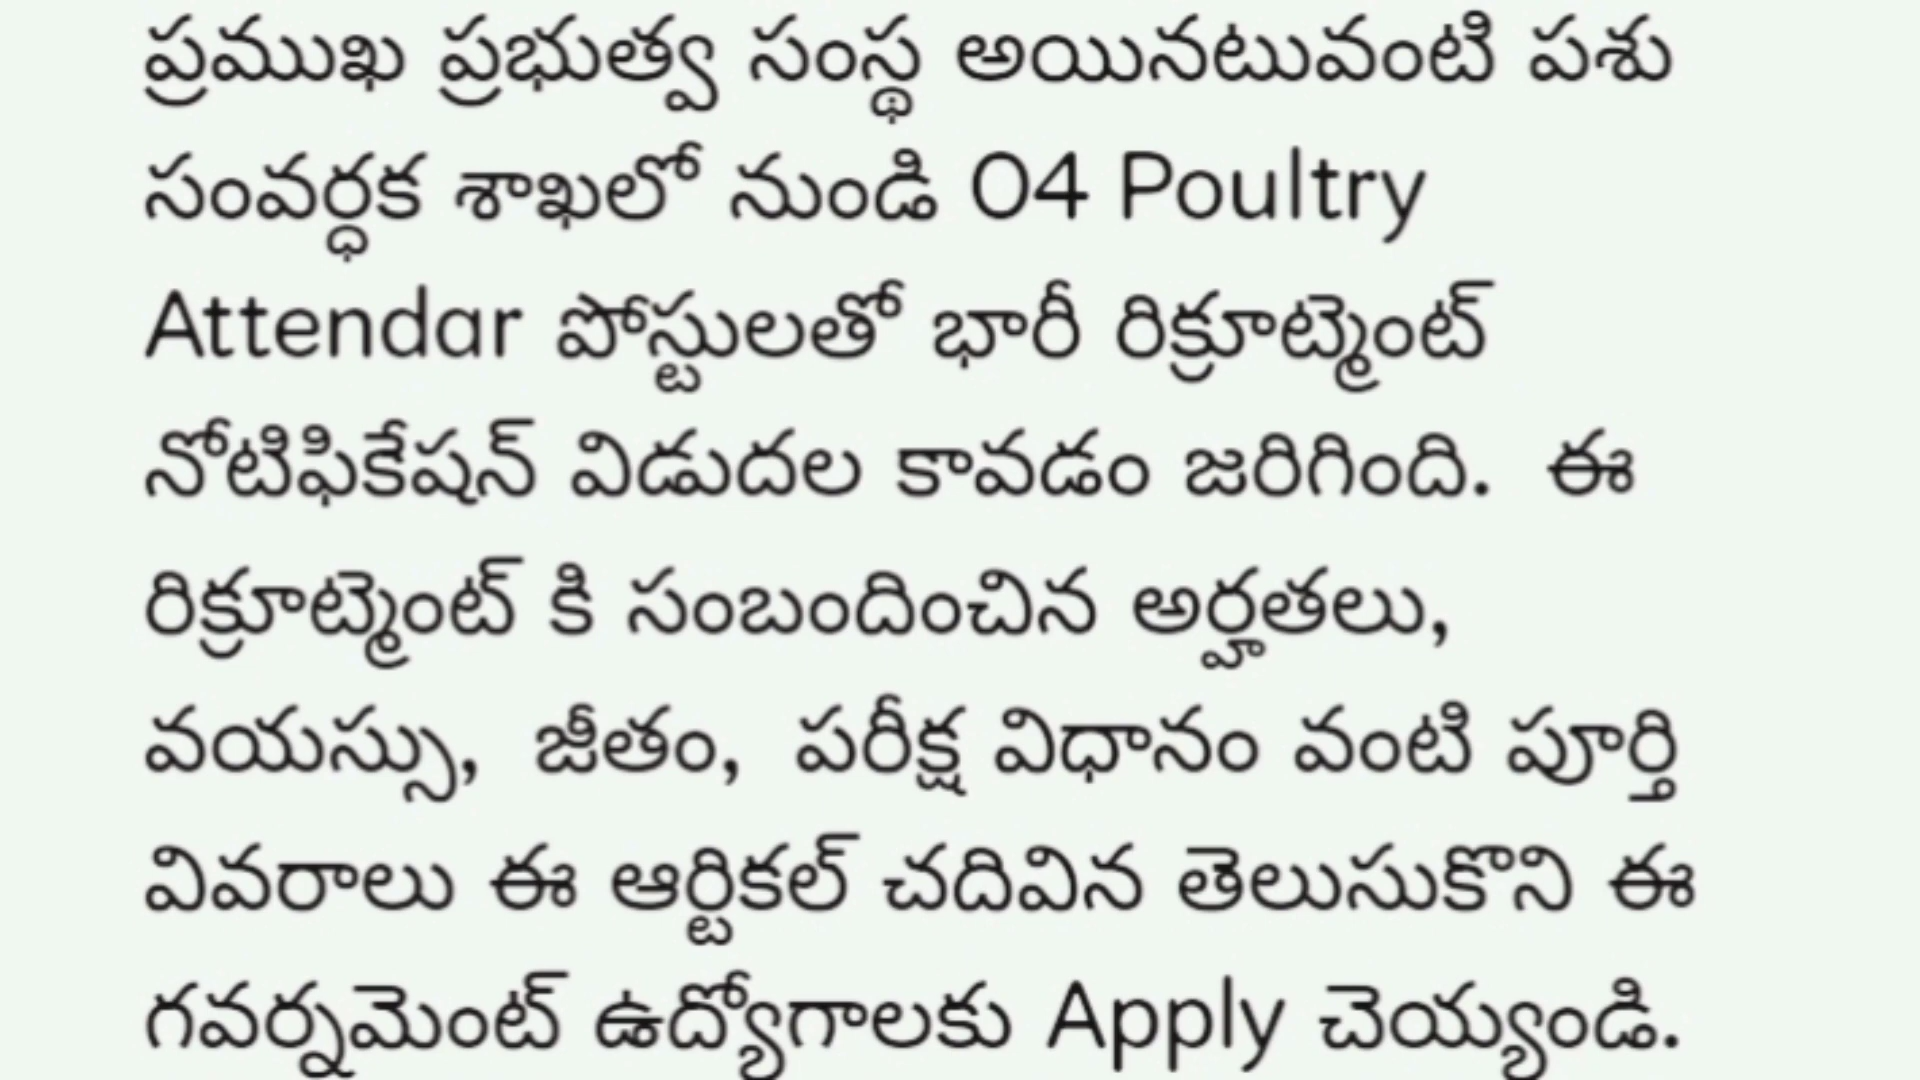 ప్రముఖ ప్రభుత్వ సంస్థ అయినటువంటి పశు
సంవర్ధక శాఖలో నుండి 04 Poultry
Attendar పోస్టులతో భారీ రిక్రూట్మెంట్
నోటిఫికేషన్ విడుదల కావడం జరిగింది. ఈ
రిక్రూట్మెంట్ కి సంబందించిన అర్హతలు,
వయస్సు, జీతం, పరీక్ష విధానం వంటి పూర్తి
వివరాలు ఈ ఆర్టికల్ చదివిన తెలుసుకొని ఈ
గవర్నమెంట్ ఉద్యోగాలకు Apply చెయ్యండి.